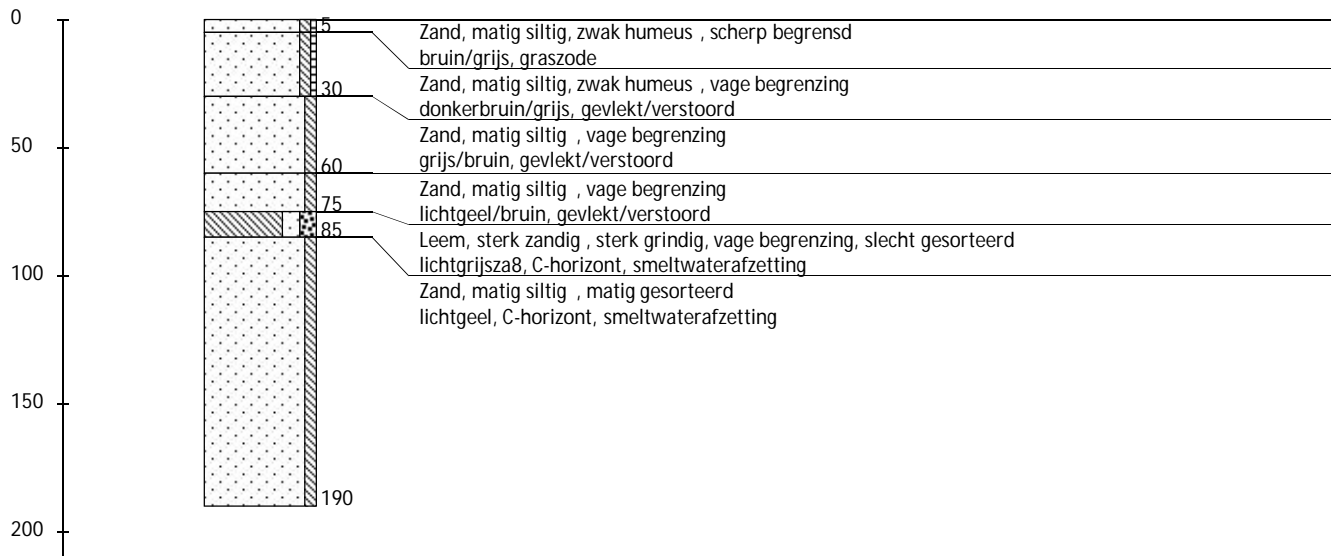 0
5
Zand, matig siltig, zwak humeus , scherp begrensd
bruin/grijs, graszode
Zand, matig siltig, zwak humeus , vage begrenzing
30
donkerbruin/grijs, gevlekt/verstoord
Zand, matig siltig , vage begrenzing
50
grijs/bruin, gevlekt/verstoord
60
Zand, matig siltig , vage begrenzing
75
lichtgeel/bruin, gevlekt/verstoord
85
Leem, sterk zandig , sterk grindig, vage begrenzing, slecht gesorteerd
lichtgrijsza8, C-horizont, smeltwaterafzetting
100
Zand, matig siltig , matig gesorteerd
lichtgeel, C-horizont, smeltwaterafzetting
150
190
200